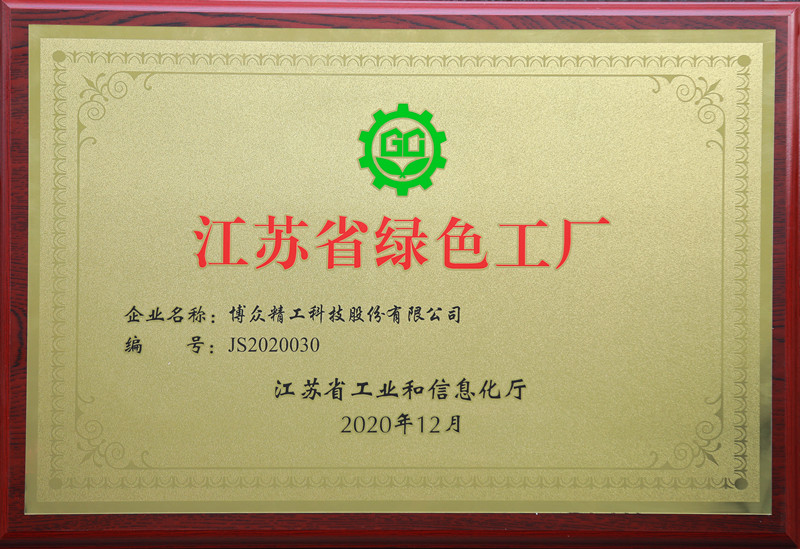 GC
江苏省绿色工厂
企业名称：博众精工科技股份有限公司
编　　号：JS2020030
江苏省工业和信息化厅
2020年12月